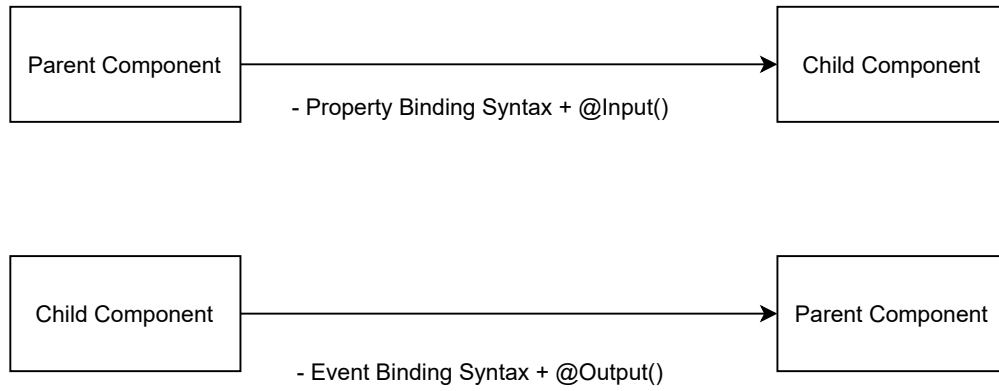 Parent Component
Child Component
- Property Binding Syntax + @Input()
Child Component
Parent Component
- Event Binding Syntax + @Output()